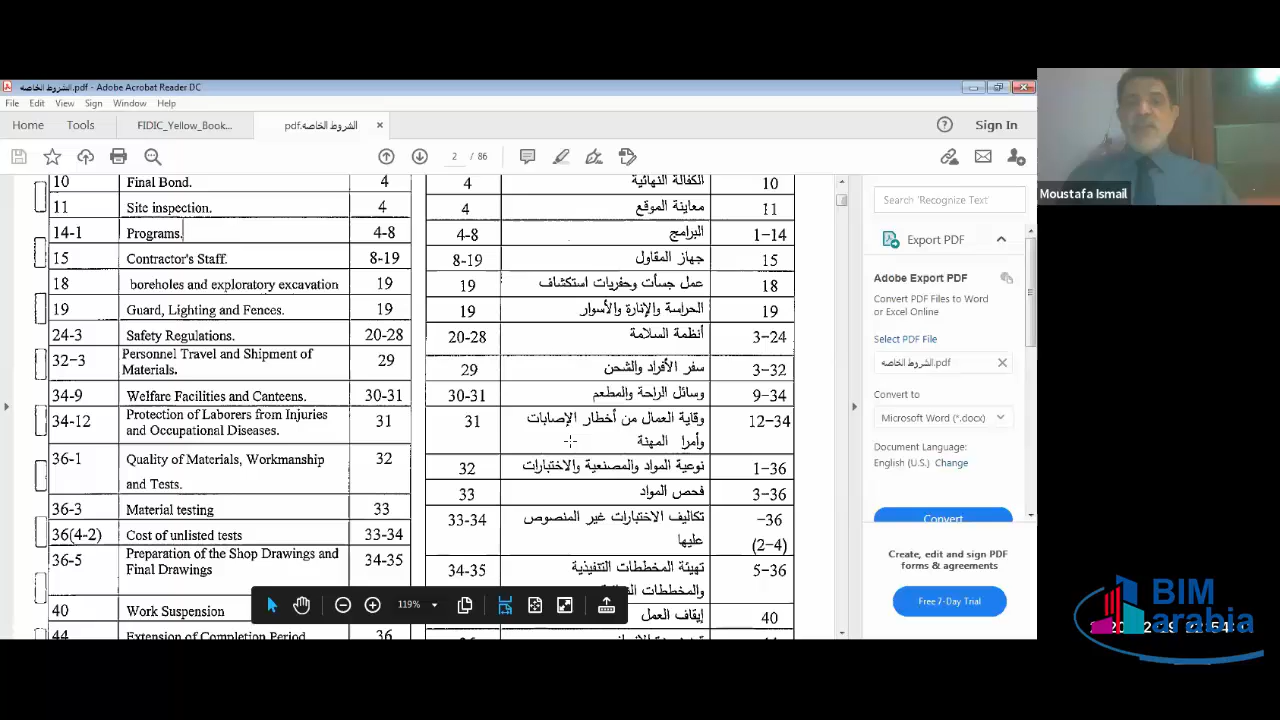 الشروط الخاصه.pdf - Adobe Acrobat Reader DC
File Edit View Sign Window Help
Home Tools FIDIC_Yellow_Book... الشروط الخاصه.pdf Sign In
2 / 86
10 Final Bond. 4
11 Site inspection. 4
14-1 Programs. 4-8
15 Contractor's Staff. 8-19
18 boreholes and exploratory excavation 19
19 Guard, Lighting and Fences. 19
24-3 Safety Regulations. 20-28
32-3 Personnel Travel and Shipment of
Materials. 29
34-9 Welfare Facilities and Canteens. 30-31
34-12 Protection of Laborers from Injuries
and Occupational Diseases. 31
36-1 Quality of Materials, Workmanship
and Tests. 32
36-3 Material testing 33
36(4-2) Cost of unlisted tests 33-34
36-5 Preparation of the Shop Drawings and
Final Drawings 34-35
40 Work Suspension
44 Extension of Completion Period 36
10 الكفالة النهائية 4
11 معاينة الموقع 4
1-14 البرامج 4-8
15 جهاز المقاول 8-19
18 عمل جسأت وحفريات استكشاف 19
19 الحراسة والإنارة والأسوار 19
3-24 أنظمة السلامة 20-28
3-32 سفر الأفراد والشحن 29
9-34 وسائل الراحة والمطعم 30-31
12-34 وقاية العمال من أخطار الإصابات 31
وأمرا المهنة
1-36 نوعية المواد والمصنعية والاختبارات 32
3-36 فحص المواد 33
36- تكاليف الاختبارات غير المنصوص 33-34
(2-4) عليها
5-36 تهيئة المخططات التنفيذية 34-35
والمخططات
40 إيقاف العمل
119%
Search 'Recognize Text'
Export PDF
Adobe Export PDF
Convert PDF Files to Word
or Excel Online
Select PDF File
الشروط الخاصه.pdf
Convert to
Microsoft Word (*.docx)
Document Language:
English (U.S.) Change
Convert
Create, edit and sign PDF
forms & agreements
Free 7-Day Trial
Moustafa Ismail
BIM
arabia